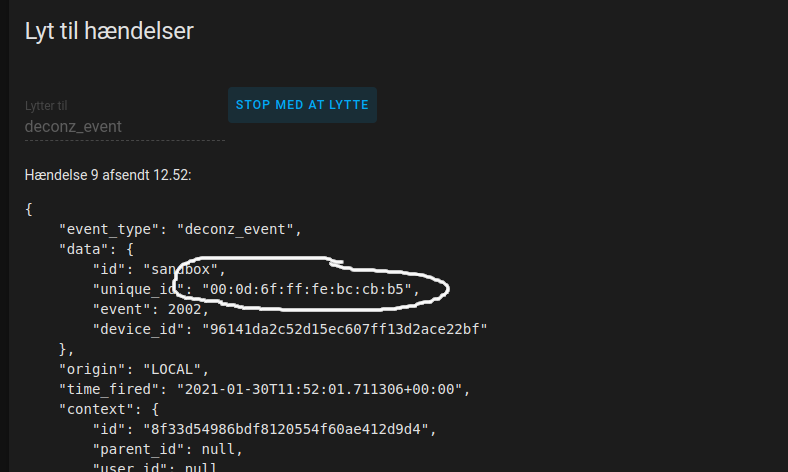 Lyt til hændelser
Lytter til
deconz_event
STOP MED AT LYTTE
Hændelse 9 afsendt 12.52:
{
"event_type": "deconz_event",
"data": {
"id": "sandbox",
"unique_id": "00:0d:6f:ff:fe:bc:cb:b5",
"event": 2002,
"device_id": "96141da2c52d15ec607ff13d2ace22bf"
},
"origin": "LOCAL",
"time_fired": "2021-01-30T11:52:01.711306+00:00",
"context": {
"id": "8f33d54986bdf8120554f60ae412d9d4",
"parent_id": null,
"user_id": null